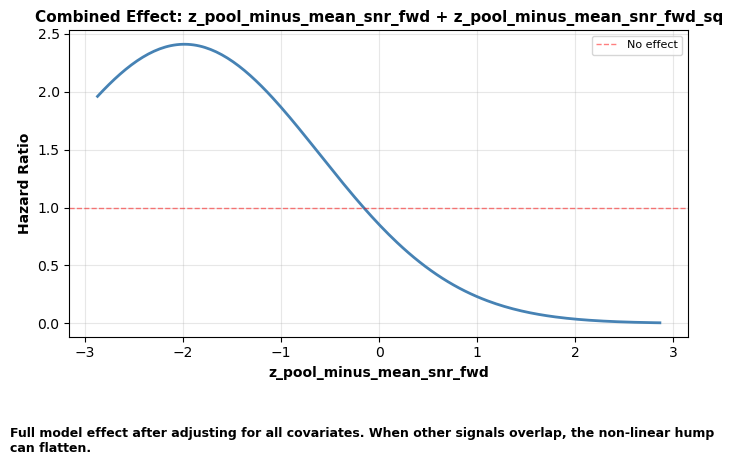 Combined Effect: z_pool_minus_mean_snr_fwd + z_pool_minus_mean_snr_fwd_sq
No effect
Hazard Ratio
2.5
2.0
1.5
1.0
0.5
0.0
−3
−2
−1
0
1
2
3
z_pool_minus_mean_snr_fwd
Full model effect after adjusting for all covariates. When other signals overlap, the non-linear hump
can flatten.